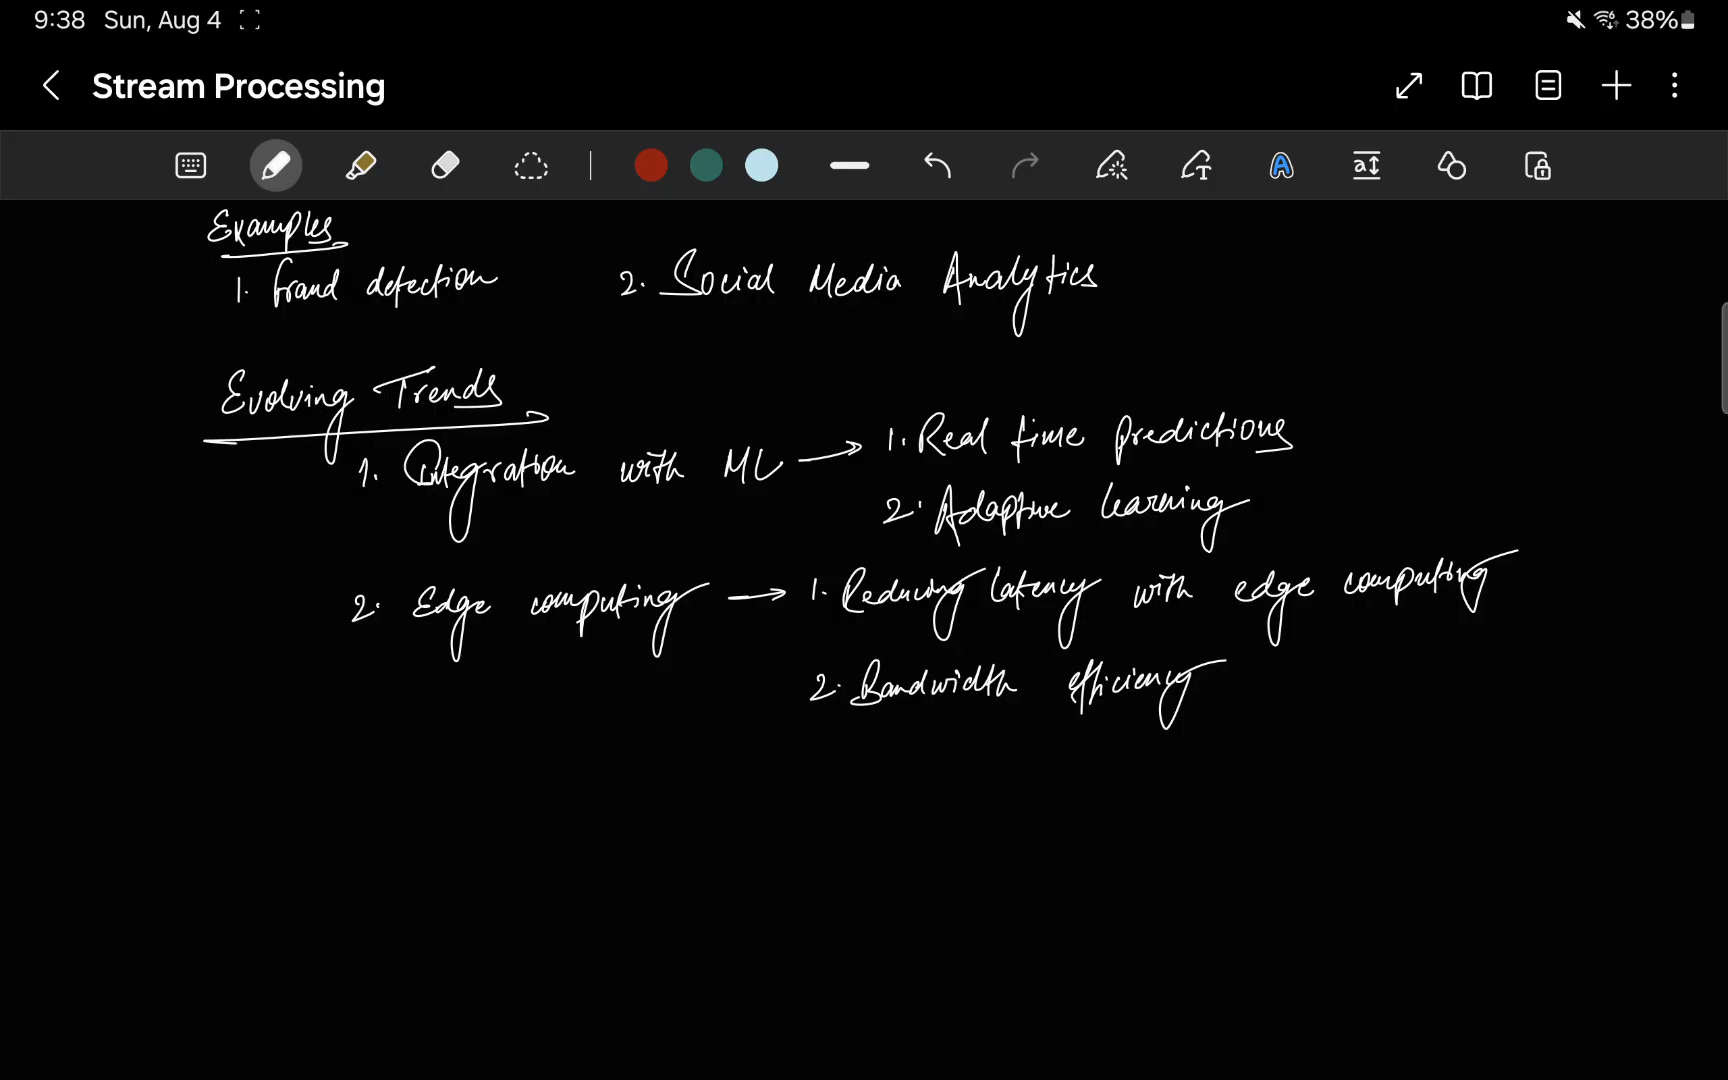 9:38 Sun, Aug 4 38%
Stream Processing
Examples
1. fraud detection 2. Social Media Analytics
Evolving Trends
1. Integration with ML → 1. Real time predictions
2. Adaptive learning
2. Edge computing → 1. Reducing latency with edge computing
2. Bandwidth efficiency